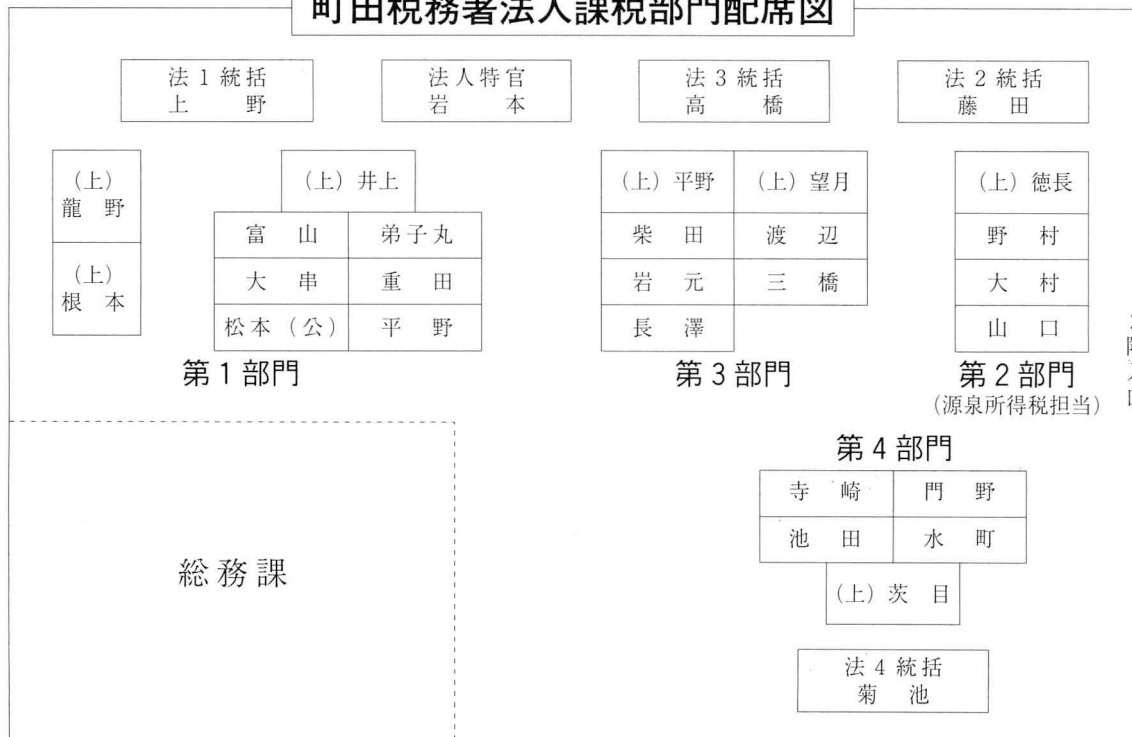 町田税務署法人課税部門配席図
法1統括
上野
法人特官
岩本
法3統括
高橋
法2統括
藤田
(上)
龍野
(上)
根本
(上)井上
富山 弟子丸
大串 重田
松本(公) 平野
第1部門
(上)平野 (上)望月
柴田 渡辺
岩元 三橋
長澤
第3部門
(上)徳長
野村
大村
山口
第2部門
(源泉所得税担当)
第4部門
寺崎 門野
池田 水町
(上)茨目
法4統括
菊池
総務課